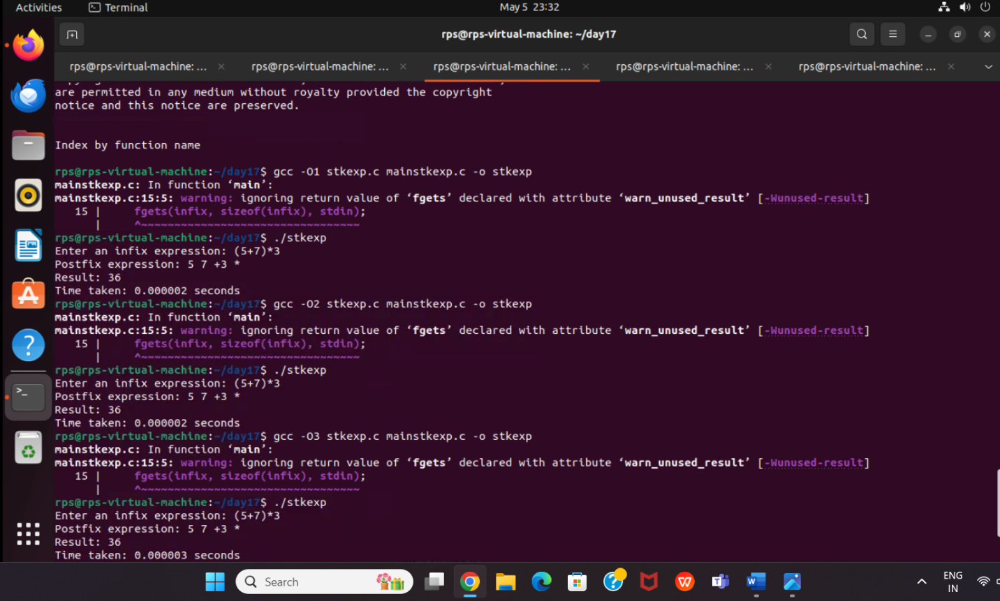 Activities Terminal May 5 23:32
rps@rps-virtual-machine: ~/day17
rps@rps-virtual-machine: ... × rps@rps-virtual-machine: ... × rps@rps-virtual-machine: ... × rps@rps-virtual-machine: ... × rps@rps-virtual-machine: ... ×
are permitted in any medium without royalty provided the copyright
notice and this notice are preserved.
Index by function name
rps@rps-virtual-machine:~/day17$ gcc -O1 stkexp.c mainstkexp.c -o stkexp
mainstkexp.c: In function ‘main’:
mainstkexp.c:15:5: warning: ignoring return value of ‘fgets’ declared with attribute ‘warn_unused_result’ [-Wunused-result]
15 | fgets(infix, sizeof(infix), stdin);
| ^~~~~~~~~~~~~~~~~~~~~~~~~~~~~~~~~~
rps@rps-virtual-machine:~/day17$ ./stkexp
Enter an infix expression: (5+7)*3
Postfix expression: 5 7 +3 *
Result: 36
Time taken: 0.000002 seconds
rps@rps-virtual-machine:~/day17$ gcc -O2 stkexp.c mainstkexp.c -o stkexp
mainstkexp.c: In function ‘main’:
mainstkexp.c:15:5: warning: ignoring return value of ‘fgets’ declared with attribute ‘warn_unused_result’ [-Wunused-result]
15 | fgets(infix, sizeof(infix), stdin);
| ^~~~~~~~~~~~~~~~~~~~~~~~~~~~~~~~~~
rps@rps-virtual-machine:~/day17$ ./stkexp
Enter an infix expression: (5+7)*3
Postfix expression: 5 7 +3 *
Result: 36
Time taken: 0.000002 seconds
rps@rps-virtual-machine:~/day17$ gcc -O3 stkexp.c mainstkexp.c -o stkexp
mainstkexp.c: In function ‘main’:
mainstkexp.c:15:5: warning: ignoring return value of ‘fgets’ declared with attribute ‘warn_unused_result’ [-Wunused-result]
15 | fgets(infix, sizeof(infix), stdin);
| ^~~~~~~~~~~~~~~~~~~~~~~~~~~~~~~~~~
rps@rps-virtual-machine:~/day17$ ./stkexp
Enter an infix expression: (5+7)*3
Postfix expression: 5 7 +3 *
Result: 36
Time taken: 0.000003 seconds
Search
ENG
IN